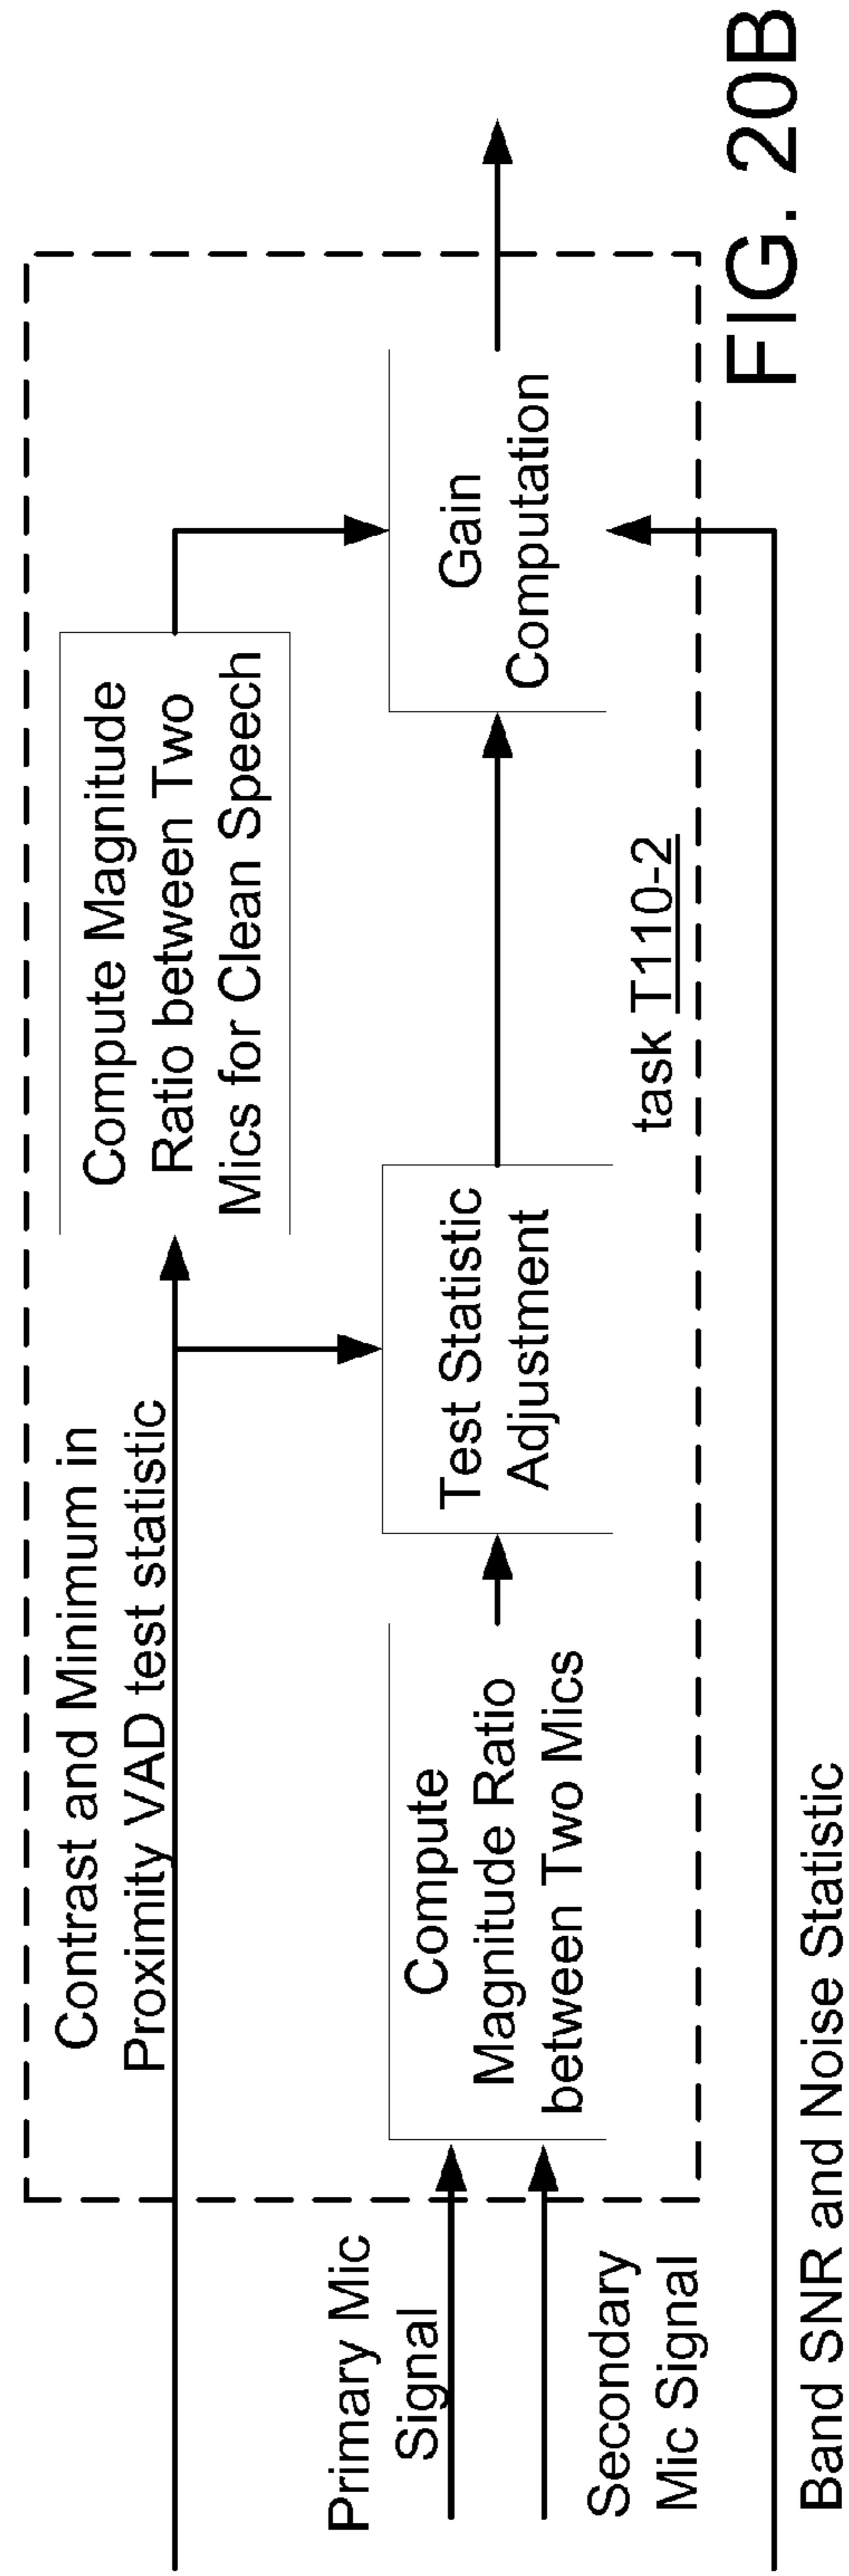 Contrast and Minimum in
Proximity VAD test statistic
Compute Magnitude
Ratio between Two
Mics for Clean Speech
Primary Mic
Signal
Secondary
Mic Signal
Compute
Magnitude Ratio
between Two Mics
Test Statistic
Adjustment
Gain
Computation
task T110-2
Band SNR and Noise Statistic
FIG. 20B